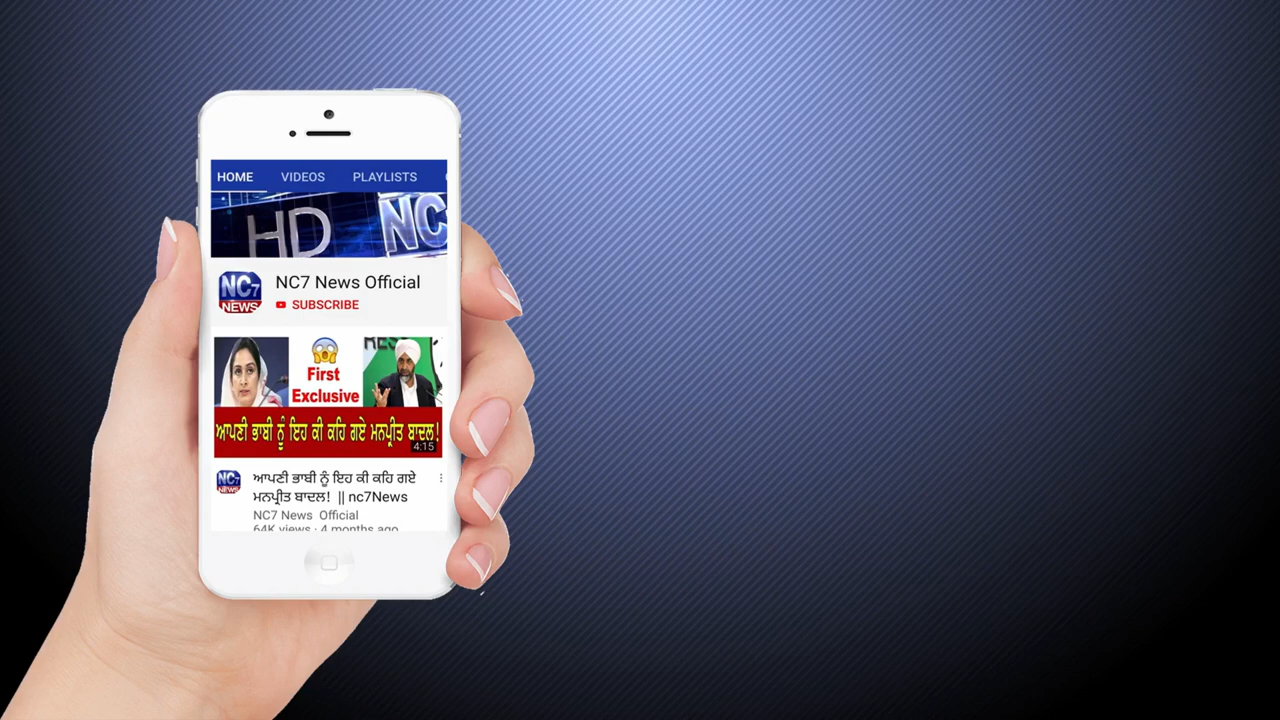 HOME VIDEOS PLAYLISTS
HD NC
NC7 NEWS
NC7 News Official
SUBSCRIBE
First
Exclusive
ਆਪਣੀ ਭਾਬੀ ਨੂੰ ਇਹ ਕੀ ਕਹਿ ਗਏ ਮਨਪ੍ਰੀਤ ਬਾਦਲ!
4:15
NC7 NEWS
ਆਪਣੀ ਭਾਬੀ ਨੂੰ ਇਹ ਕੀ ਕਹਿ ਗਏ
ਮਨਪ੍ਰੀਤ ਬਾਦਲ! || nc7News
NC7 News Official
64K views · 4 months ago